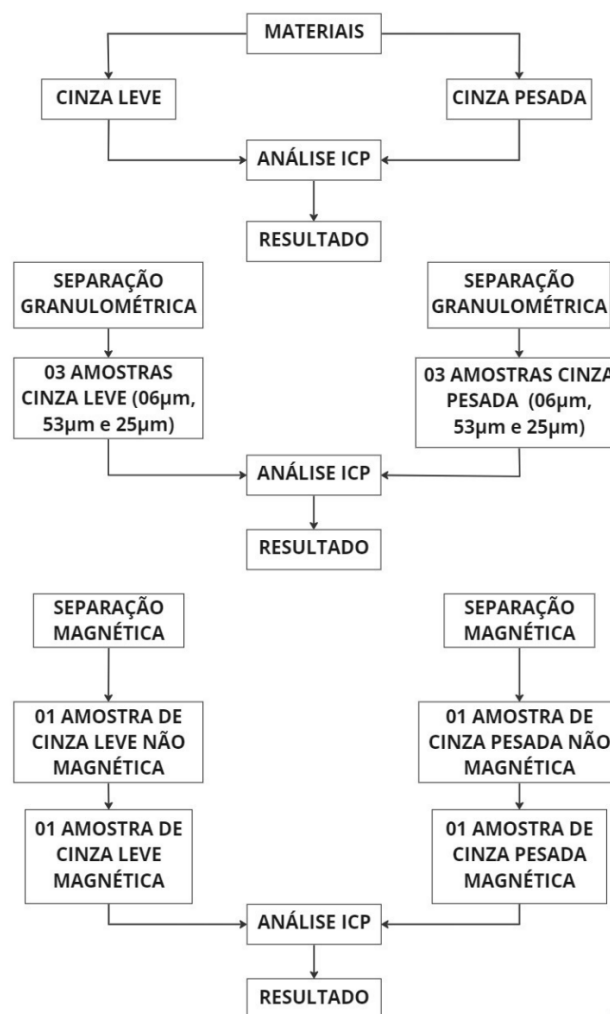 MATERIAIS
CINZA LEVE
CINZA PESADA
ANÁLISE ICP
RESULTADO
SEPARAÇÃO
GRANULOMÉTRICA
SEPARAÇÃO
GRANULOMÉTRICA
03 AMOSTRAS
CINZA LEVE (06µm,
53µm e 25µm)
03 AMOSTRAS CINZA
PESADA (06µm,
53µm e 25µm)
ANÁLISE ICP
RESULTADO
SEPARAÇÃO
MAGNÉTICA
SEPARAÇÃO
MAGNÉTICA
01 AMOSTRA DE
CINZA LEVE NÃO
MAGNÉTICA
01 AMOSTRA DE
CINZA PESADA NÃO
MAGNÉTICA
01 AMOSTRA DE
CINZA LEVE
MAGNÉTICA
01 AMOSTRA DE
CINZA PESADA
MAGNÉTICA
ANÁLISE ICP
RESULTADO